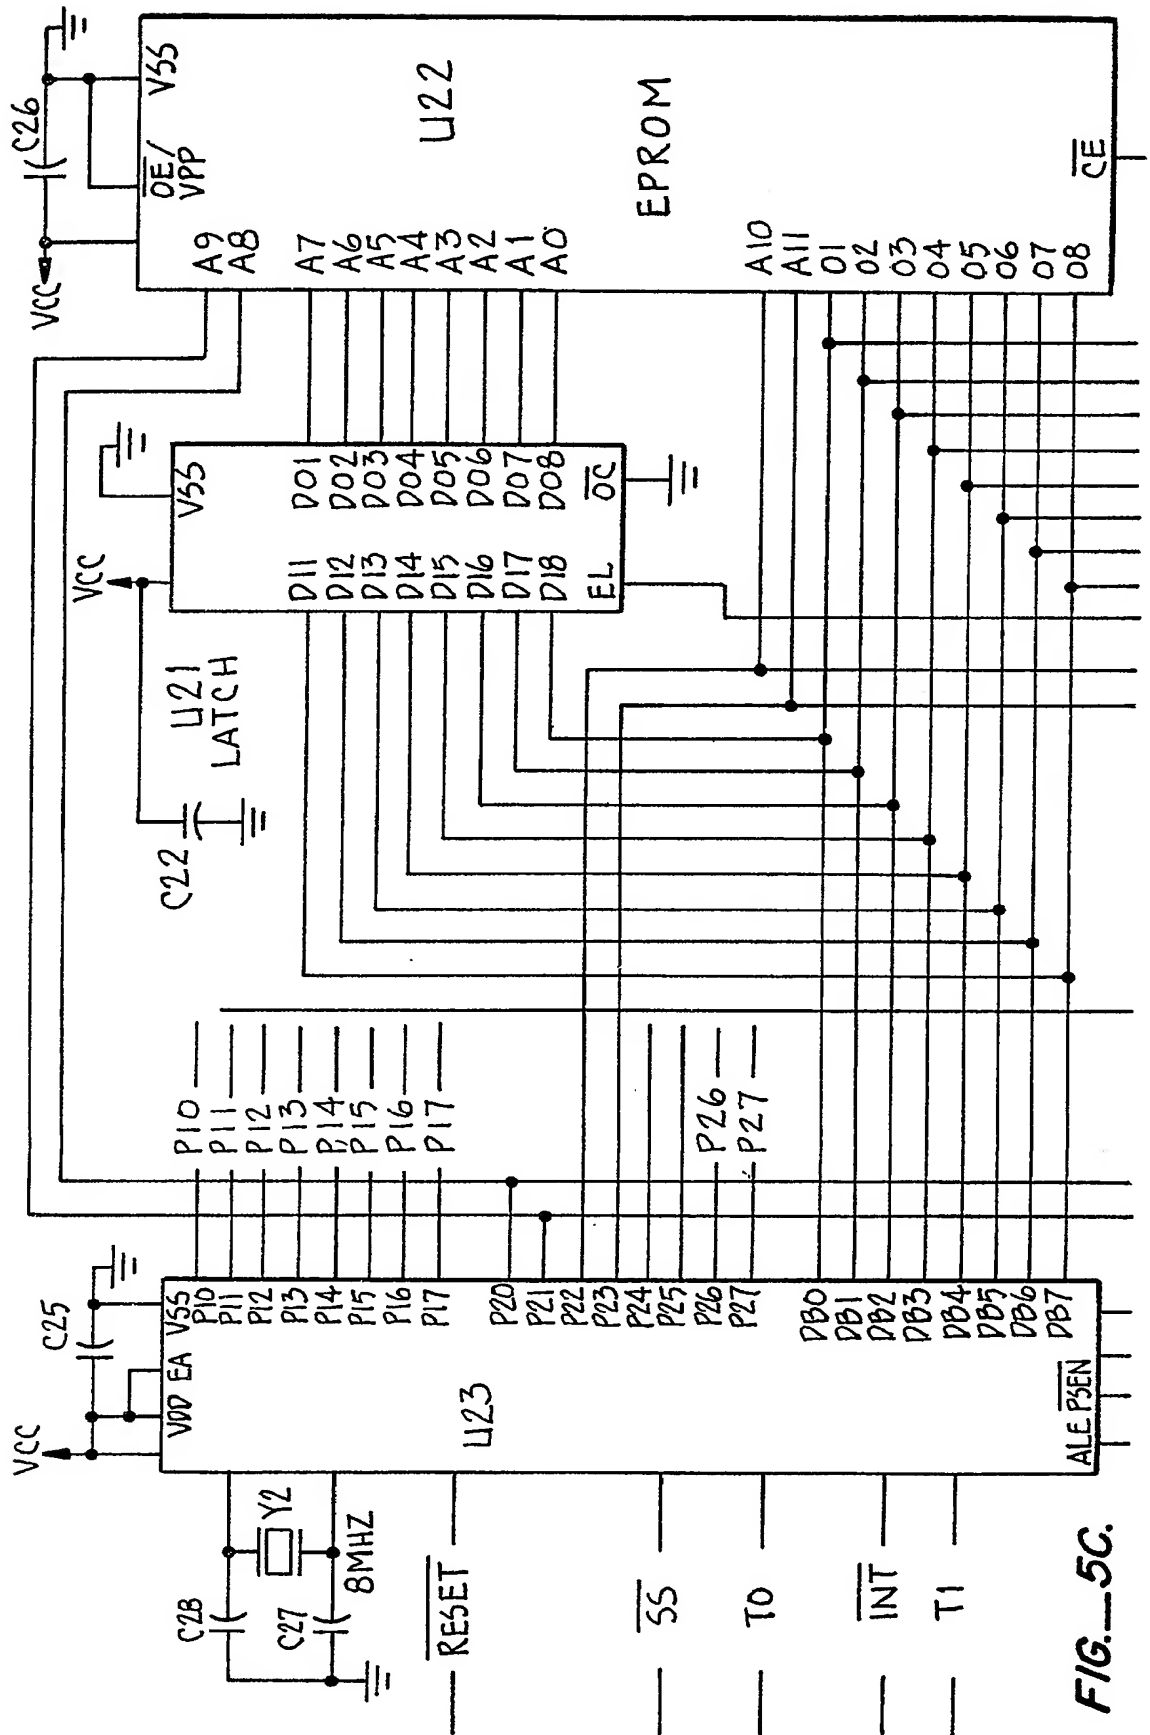 VCC
C25
VDD
EA
VSS
C28
Y2
C27
8MHZ
RESET
SS
T0
INT
T1
U23
P10
P11
P12
P13
P14
P15
P16
P17
P20
P21
P22
P23
P24
P25
P26
P27
DB0
DB1
DB2
DB3
DB4
DB5
DB6
DB7
ALE
PSEN
P10
P11
P12
P13
P14
P15
P16
P17
P26
P27
C22
U21
LATCH
VCC
VSS
DI1
DI2
DI3
DI4
DI5
DI6
DI7
DI8
EL
DO1
DO2
DO3
DO4
DO5
DO6
DO7
DO8
OC
VCC
C26
OE/
VPP
VSS
A9
A8
A7
A6
A5
A4
A3
A2
A1
A0
A10
A11
O1
O2
O3
O4
O5
O6
O7
O8
U22
EPROM
CE
FIG._5C.